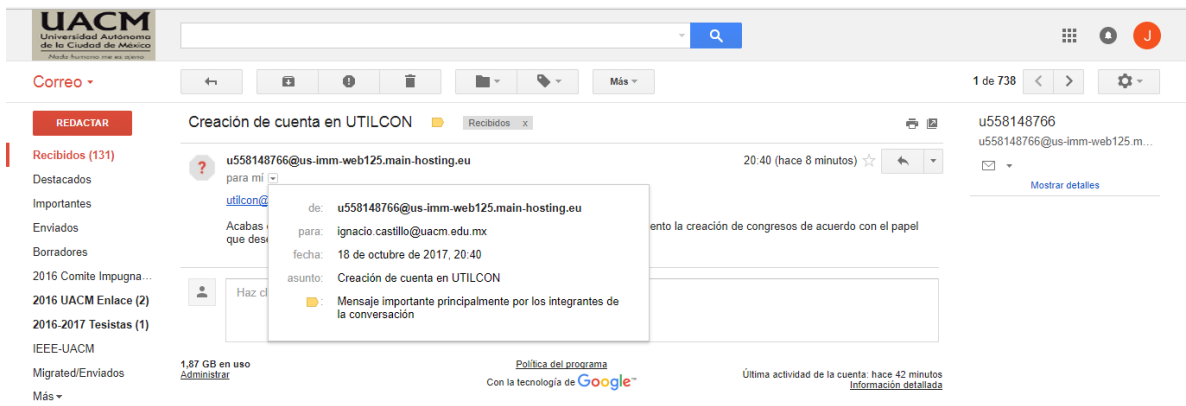 UACM
Universidad Autónoma
de la Ciudad de México
Nada humano me es ajeno
J
Correo
Más
1 de 738
REDACTAR
Creación de cuenta en UTILCON
Recibidos x
u558148766
u558148766@us-imm-web125.m...
Mostrar detalles
Recibidos (131)
Destacados
Importantes
Enviados
Borradores
2016 Comite Impugna...
2016 UACM Enlace (2)
2016-2017 Tesistas (1)
IEEE-UACM
Migrated/Enviados
Más
?
u558148766@us-imm-web125.main-hosting.eu
20:40 (hace 8 minutos)
para mí
utilcon@
Acabas
ento la creación de congresos de acuerdo con el papel
que des
de: u558148766@us-imm-web125.main-hosting.eu
para: ignacio.castillo@uacm.edu.mx
fecha: 18 de octubre de 2017, 20:40
asunto: Creación de cuenta en UTILCON
Mensaje importante principalmente por los integrantes de
la conversación
Haz cl
1,87 GB en uso
Administrar
Política del programa
Con la tecnología de Google™
Última actividad de la cuenta: hace 42 minutos
Información detallada